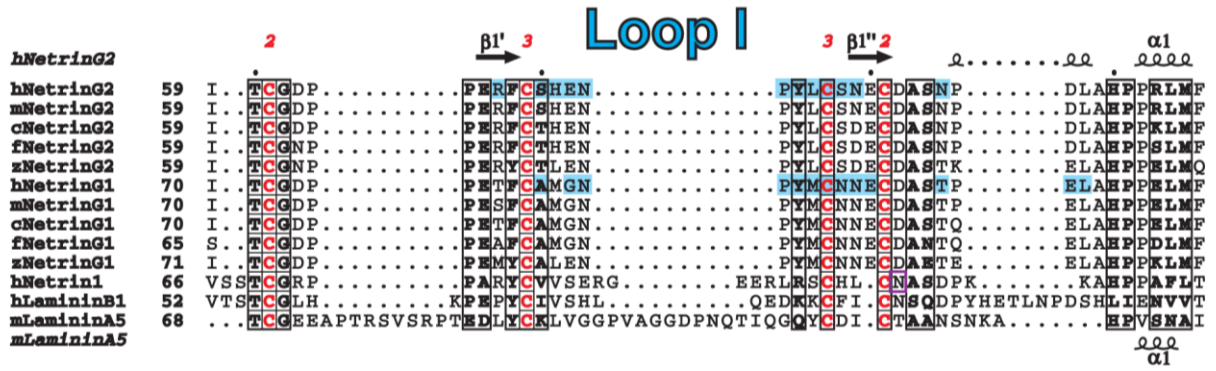 Loop I
hNetrinG2 2 β1' 3 3 β1'' 2 α1
hNetrinG2 59 I..TCGDP..........PERFCSHEN.............PYLCSNECDASNP.......DLAHPPRLMF
mNetrinG2 59 I..TCGDP..........PERFCSHEN.............PYLCSNECDASNP.......DLAHPPRLMF
cNetrinG2 59 I..TCGDP..........PERFCTHEN.............PYLCSDECDASNP.......DLAHPPKLMF
fNetrinG2 59 I..TCGNP..........PERFCTHEN.............PYLCSDECDASNP.......DLAHPPSLMF
zNetrinG2 59 I..TCGNP..........PERYCTLEN.............PYLCSDECDASTK.......ELAHPPELMQ
hNetrinG1 70 I..TCGDP..........PETFCAMGN.............PYMCNNECDASTP.......ELAHPPELMF
mNetrinG1 70 I..TCGDP..........PESFCAMGN.............PYMCNNECDASTP.......ELAHPPELMF
cNetrinG1 70 I..TCGDP..........PETFCAMGN.............PYMCNNECDASTQ.......ELAHPPELMF
fNetrinG1 65 S..TCGDP..........PEAFCAMGN.............PYMCNNECDANTQ.......ELAHPPDLMF
zNetrinG1 71 I..TCGDP..........PEMYCALEN.............PYMCNNECDAETE.......ELAHPPKLMF
hNetrin1 66 VSSTCGRP..........PARYCVVSERG........EERLRSCHL.CNASDPK.......KAHPPAFLT
hLamininB1 52 VTSTCGLH.........KPEPYCIVSHL..........QEDKKCFI.CNSQDPYHETLNPDSHLIENVVT
mLamininA5 68 ...TCGEEAPTRSVSRPTEDLYCKLVGGPVAGGDPNQTIQGQYCDI.CTAANSNKA.......HPVSNAI
mLamininA5 α1